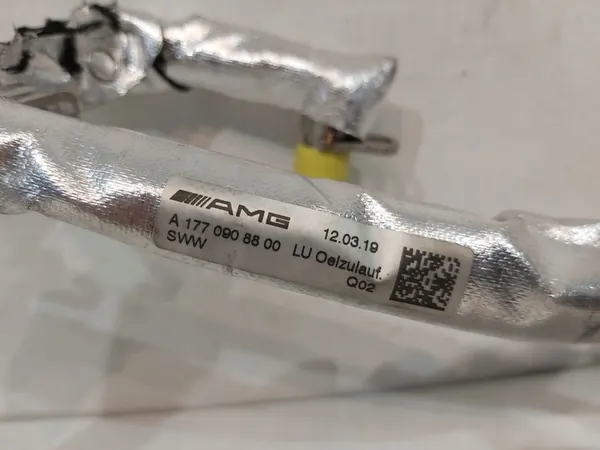 AMG
A 177 090 88 00 LU Oelzulauf.
SWW
12.03.19
Q02